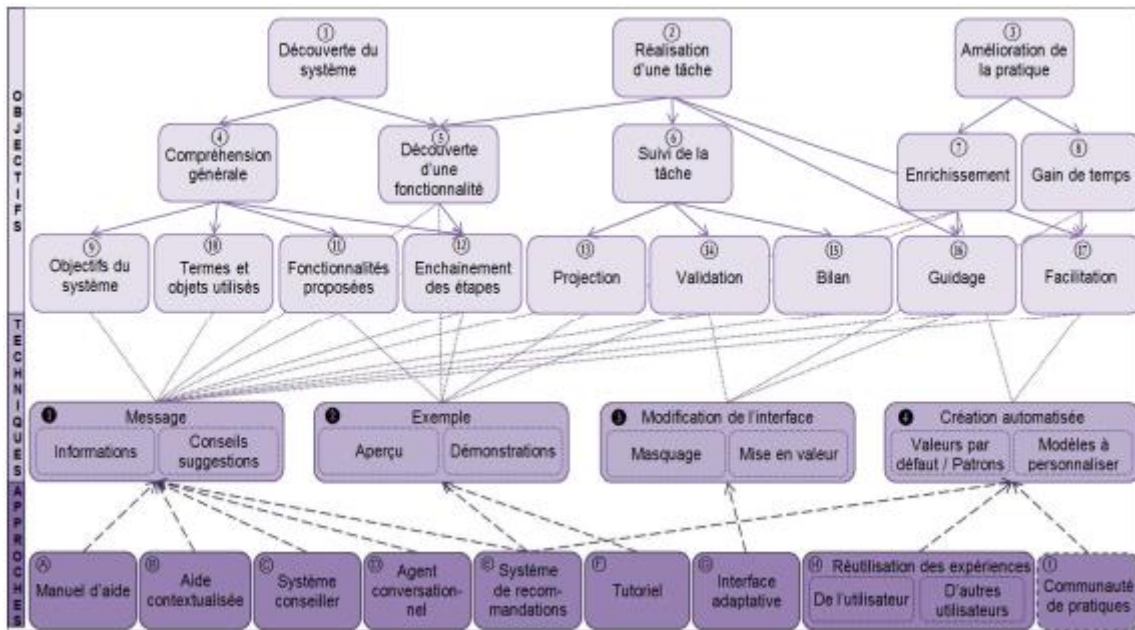 OBJECTIFS
①
Découverte du
système
②
Réalisation
d'une tâche
③
Amélioration de
la pratique
④
Compréhension
générale
⑤
Découverte
d'une
fonctionnalité
⑥
Suivi de la
tâche
⑦
Enrichissement
⑧
Gain de temps
⑨
Objectifs du
système
⑩
Termes et
objets utilisés
⑪
Fonctionnalités
proposées
⑫
Enchainement
des étapes
⑬
Projection
⑭
Validation
⑮
Bilan
⑯
Guidage
⑰
Facilitation
TECHNIQUES
❶ Message
Informations
Conseils
suggestions
❷ Exemple
Aperçu
Démonstrations
❸ Modification de l'interface
Masquage
Mise en valeur
❹ Création automatisée
Valeurs par
défaut / Patrons
Modèles à
personnaliser
APPROCHES
Ⓐ
Manuel d'aide
Ⓑ
Aide
contextualisée
Ⓒ
Système
conseiller
Ⓓ
Agent
conversation-
nel
Ⓔ
Système
de recom-
mandations
Ⓕ
Tutoriel
Ⓖ
Interface
adaptative
Ⓗ Réutilisation des expériences
De l'utilisateur
D'autres
utilisateurs
Ⓘ
Communauté
de pratiques